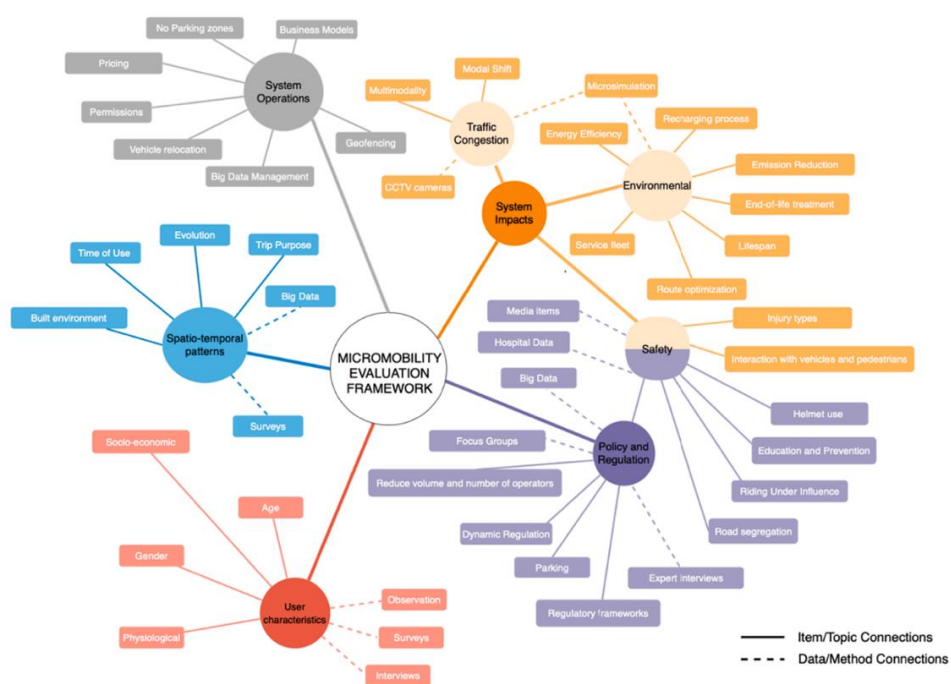 No Parking zones
Business Models
Pricing
System
Operations
Permissions
Vehicle relocation
Geofencing
Big Data Management
Modal Shift
Multimodality
Microsimulation
Traffic
Congestion
Recharging process
Energy Efficiency
CCTV cameras
Environmental
Emission Reduction
End-of-life treatment
System
Impacts
Service fleet
Lifespan
Route optimization
Evolution
Time of Use
Trip Purpose
Big Data
Built environment
Spatio-temporal
patterns
Surveys
MICROMOBILITY
EVALUATION
FRAMEWORK
Media items
Hospital Data
Safety
Injury types
Interaction with vehicles and pedestrians
Big Data
Helmet use
Focus Groups
Policy and
Regulation
Education and Prevention
Reduce volume and number of operators
Riding Under Influence
Dynamic Regulation
Road segregation
Parking
Expert Interviews
Regulatory frameworks
Socio-economic
Age
Gender
Observation
User
characteristics
Physiological
Surveys
Interviews
Item/Topic Connections
Data/Method Connections